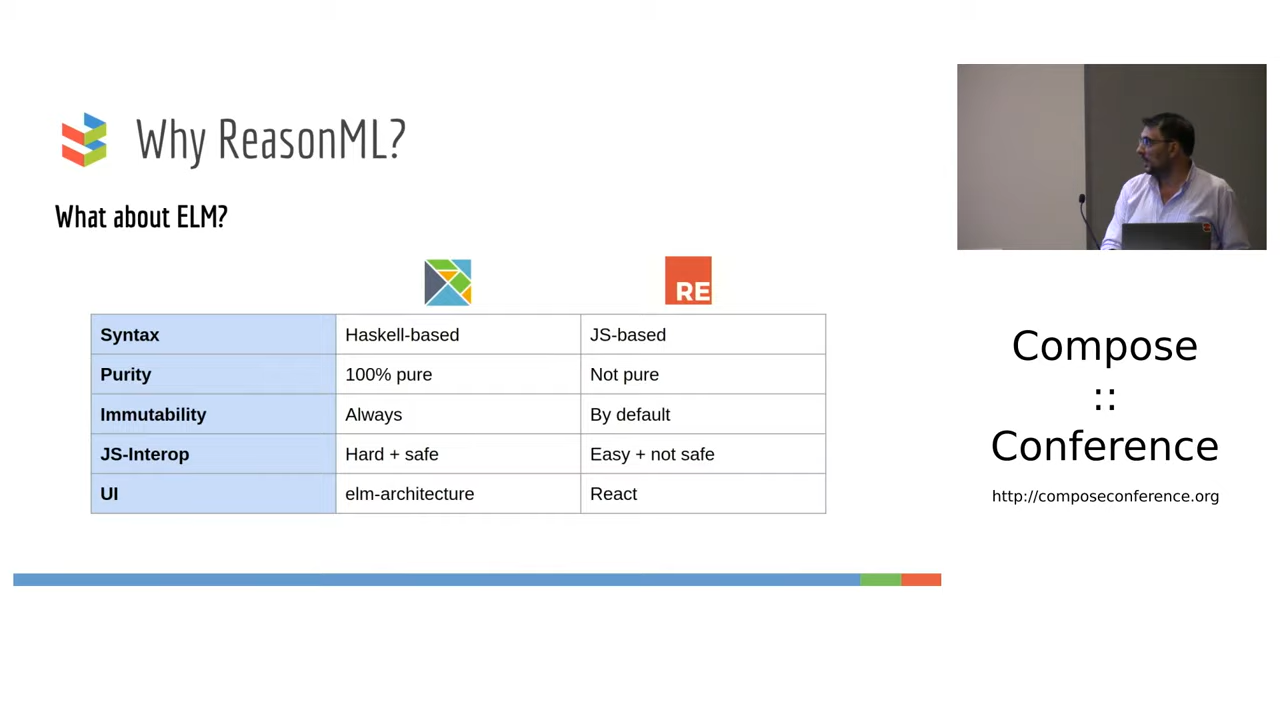 Why ReasonML?
What about ELM?
RE
Syntax Haskell-based JS-based
Purity 100% pure Not pure
Immutability Always By default
JS-Interop Hard + safe Easy + not safe
UI elm-architecture React
Compose
::
Conference
http://composeconference.org